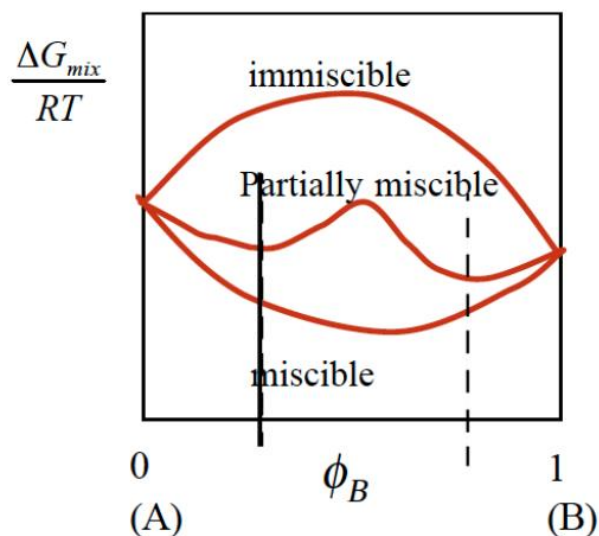 ΔG_mix
RT
immiscible
Partially miscible
miscible
0 ϕ_B 1
(A) (B)